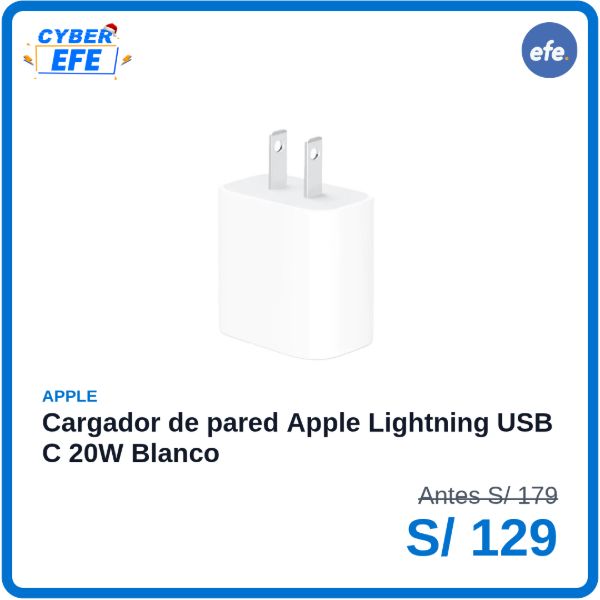 CYBER
EFE
efe.
APPLE
Cargador de pared Apple Lightning USB
C 20W Blanco
Antes S/ 179
S/ 129